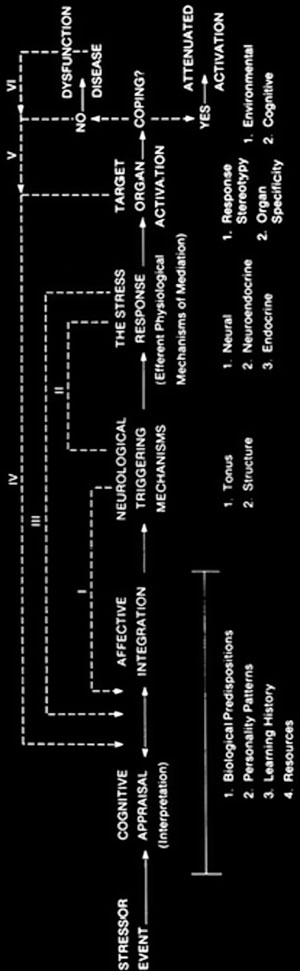 STRESSOR
EVENT
COGNITIVE
APPRAISAL
(Interpretation)
AFFECTIVE
INTEGRATION
NEUROLOGICAL
TRIGGERING
MECHANISMS
THE STRESS
RESPONSE
(Efferent Physiological
Mechanisms of Mediation)
TARGET
ORGAN
ACTIVATION
COPING?
NO
DYSFUNCTION
DISEASE
YES
ATTENUATED
ACTIVATION
I
II
III
IV
V
VI
1. Biological Predispositions
2. Personality Patterns
3. Learning History
4. Resources
1. Tonus
2. Structure
1. Neural
2. Neuroendocrine
3. Endocrine
1. Response
Stereotypy
2. Organ
Specificity
1. Environmental
2. Cognitive